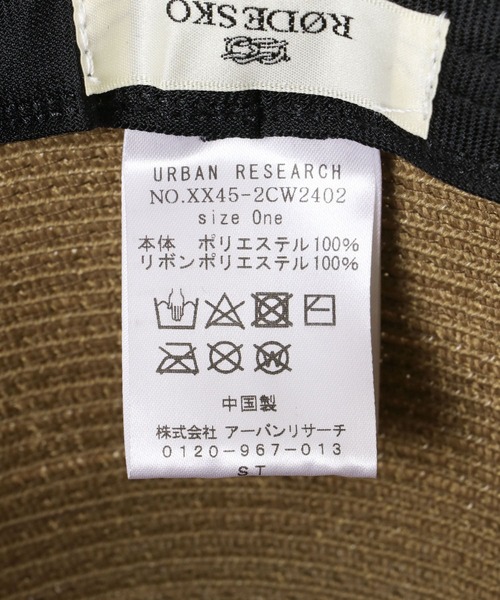 RØDE SKO
URBAN RESEARCH
NO.XX45-2CW2402
size One
本体 ポリエステル100%
リボンポリエステル100%
中国製
株式会社 アーバンリサーチ
0120-967-013
ST